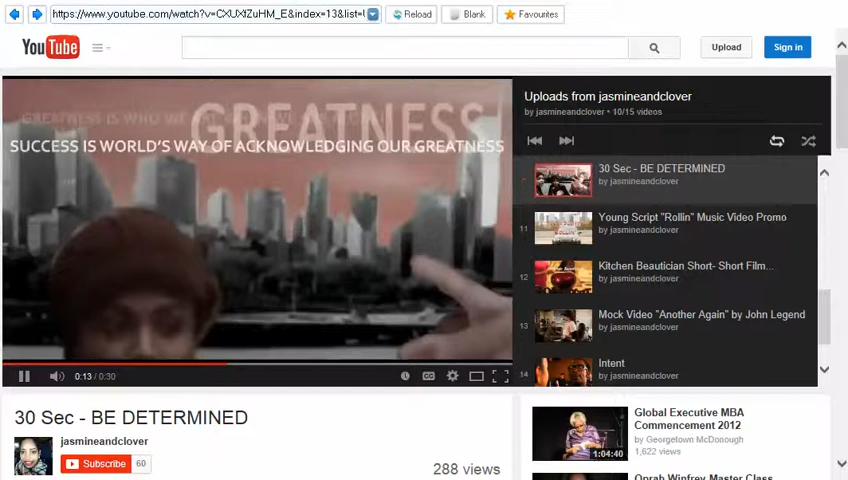 https://www.youtube.com/watch?v=CXUXfZuHM_E&index=13&list=U
Reload
Blank
Favourites
YouTube
Upload
Sign in
GREATNESS IS WHO WE
GREATNESS
SUCCESS IS WORLD'S WAY OF ACKNOWLEDGING OUR GREATNESS
0:13 / 0:30
Uploads from jasmineandclover
by jasmineandclover • 10/15 videos
30 Sec - BE DETERMINED
by jasmineandclover
11
Young Script "Rollin" Music Video Promo
by jasmineandclover
12
Kitchen Beautician Short- Short Film...
by jasmineandclover
13
Mock Video "Another Again" by John Legend
by jasmineandclover
14
Intent
by jasmineandclover
30 Sec - BE DETERMINED
jasmineandclover
Subscribe 60
288 views
1:04:40
Global Executive MBA
Commencement 2012
by Georgetown McDonough
1,622 views
Oprah Winfrey Master Class